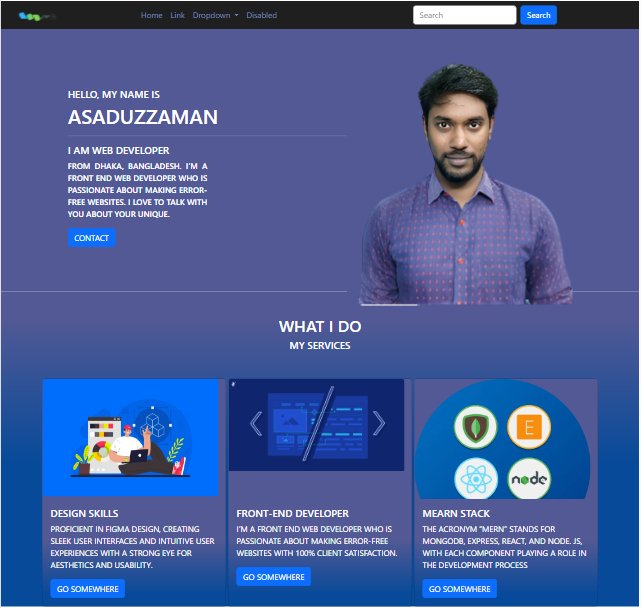 Home Link Dropdown Disabled Search Search
HELLO, MY NAME IS
ASADUZZAMAN
I AM WEB DEVELOPER
FROM DHAKA, BANGLADESH. I'M A
FRONT END WEB DEVELOPER WHO IS
PASSIONATE ABOUT MAKING ERROR-
FREE WEBSITES. I LOVE TO TALK WITH
YOU ABOUT YOUR UNIQUE.
CONTACT
WHAT I DO
MY SERVICES
E
node
DESIGN SKILLS
PROFICIENT IN FIGMA DESIGN, CREATING
SLEEK USER INTERFACES AND INTUITIVE USER
EXPERIENCES WITH A STRONG EYE FOR
AESTHETICS AND USABILITY.
GO SOMEWHERE
FRONT-END DEVELOPER
I'M A FRONT END WEB DEVELOPER WHO IS
PASSIONATE ABOUT MAKING ERROR-FREE
WEBSITES WITH 100% CLIENT SATISFACTION.
GO SOMEWHERE
MEARN STACK
THE ACRONYM "MERN" STANDS FOR
MONGODB, EXPRESS, REACT, AND NODE. JS,
WITH EACH COMPONENT PLAYING A ROLE IN
THE DEVELOPMENT PROCESS
GO SOMEWHERE